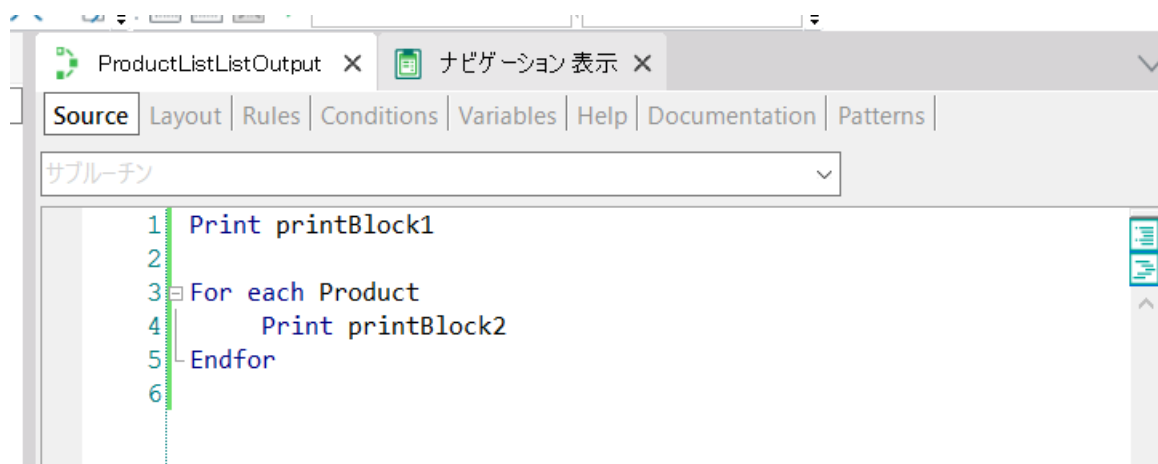 ProductListListOutput ナビゲーション 表示
Source Layout Rules Conditions Variables Help Documentation Patterns
サブルーチン
1 Print printBlock1
2
3 For each Product
4 Print printBlock2
5 Endfor
6